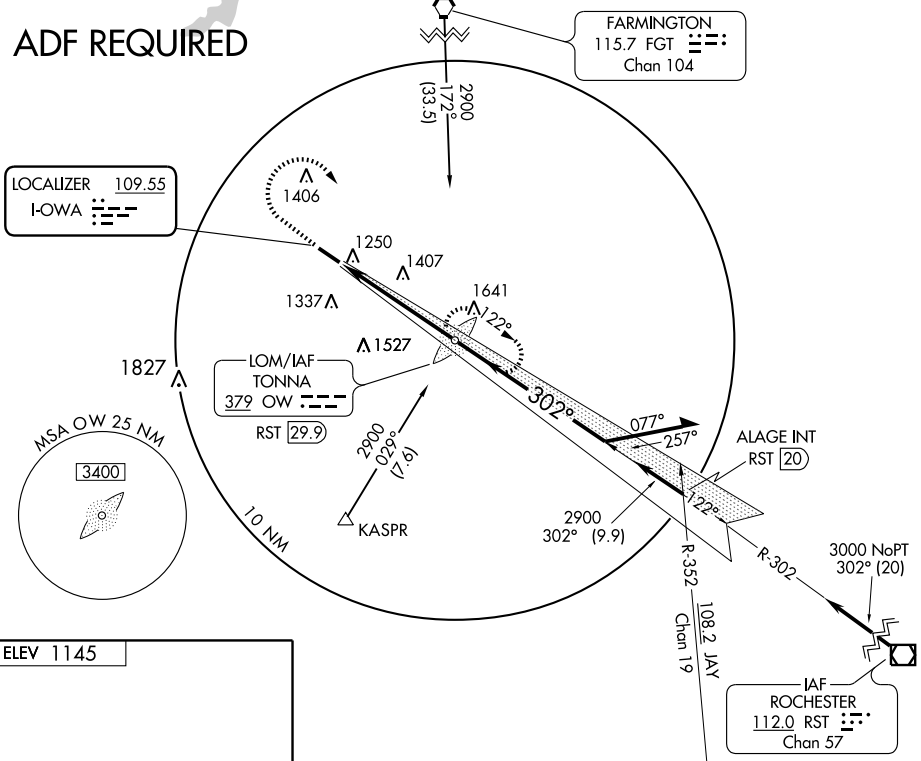 ADF REQUIRED
FARMINGTON
115.7 FGT
Chan 104
2900
172°
(33.5)
LOCALIZER 109.55
I-OWA
1406
1250
1407
1337
1641
122°
1527
1827
LOM/IAF
TONNA
379 OW
RST 29.9
302°
077°
257°
ALAGE INT
RST 20
MSA OW 25 NM
3400
2900
029°
(7.6)
KASPR
10 NM
2900
302° (9.9)
122°
R-302
3000 NoPT
302° (20)
R-352
108.2 JAY
Chan 19
ELEV 1145
IAF
ROCHESTER
112.0 RST
Chan 57